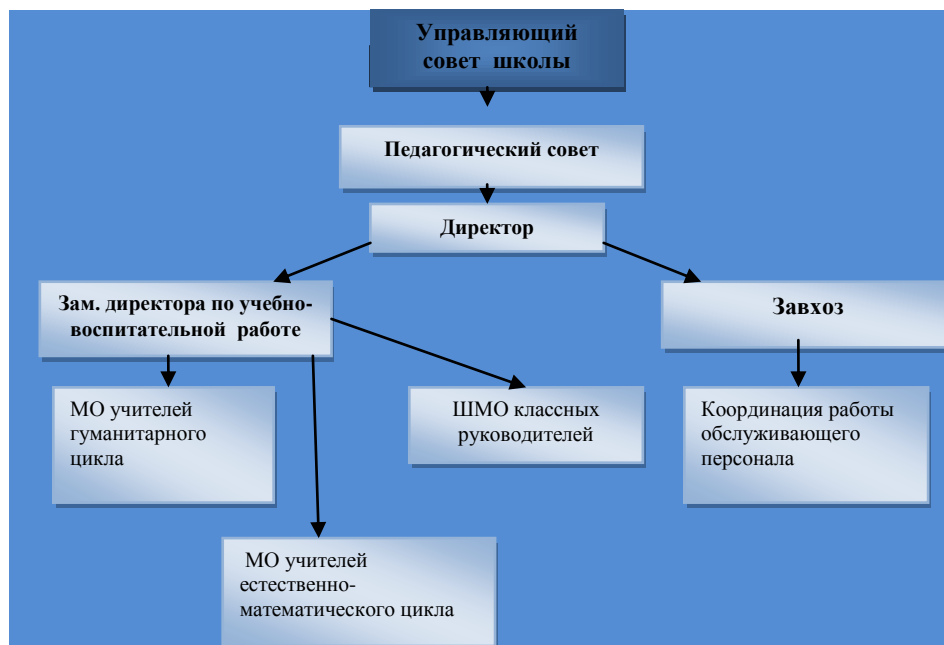 Управляющий
совет школы
Педагогический совет
Директор
Зам. директора по учебно-
воспитательной работе
Завхоз
МО учителей
гуманитарного
цикла
ШМО классных
руководителей
Координация работы
обслуживающего
персонала
МО учителей
естественно-
математического цикла